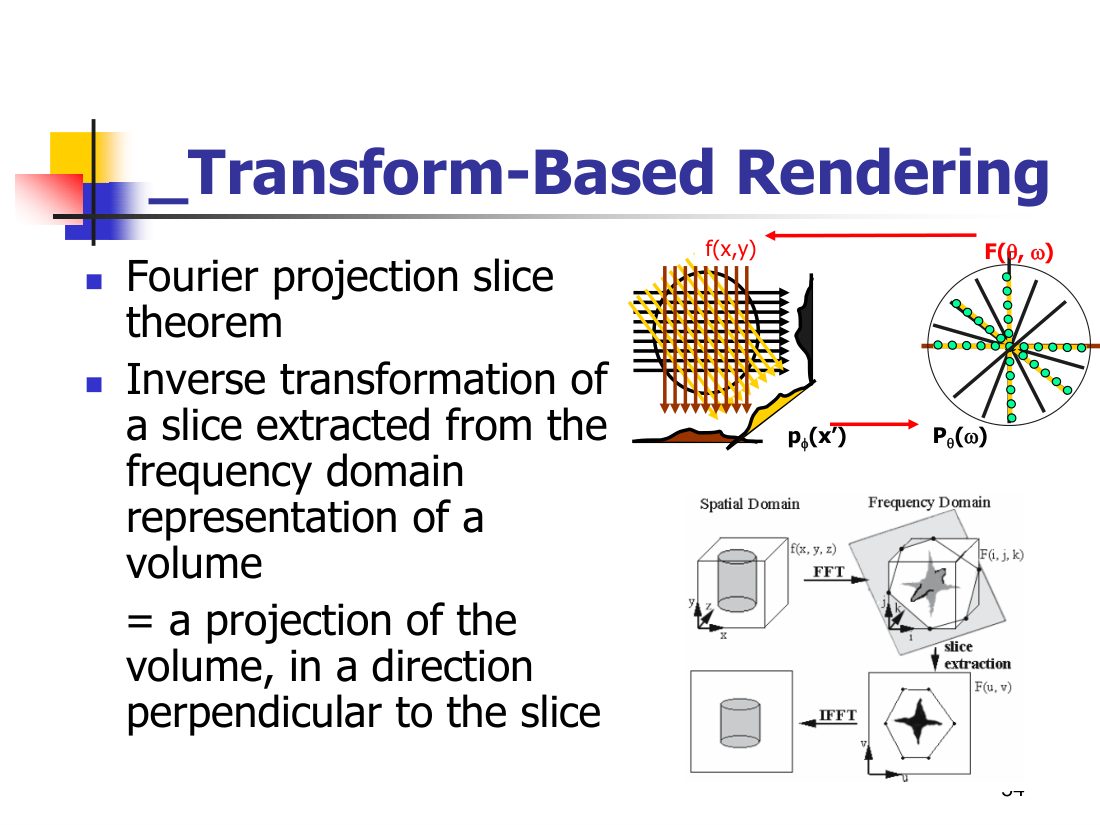 _Transform-Based Rendering
Fourier projection slice
theorem
Inverse transformation of
a slice extracted from the
frequency domain
representation of a
volume
= a projection of the
volume, in a direction
perpendicular to the slice
f(x,y)
F(θ, ω)
pϕ(x’)
Pθ(ω)
Spatial Domain
Frequency Domain
f(x, y, z)
F(i, j, k)
FFT
y
z
x
j
k
i
slice
extraction
F(u, v)
IFFT
v
u